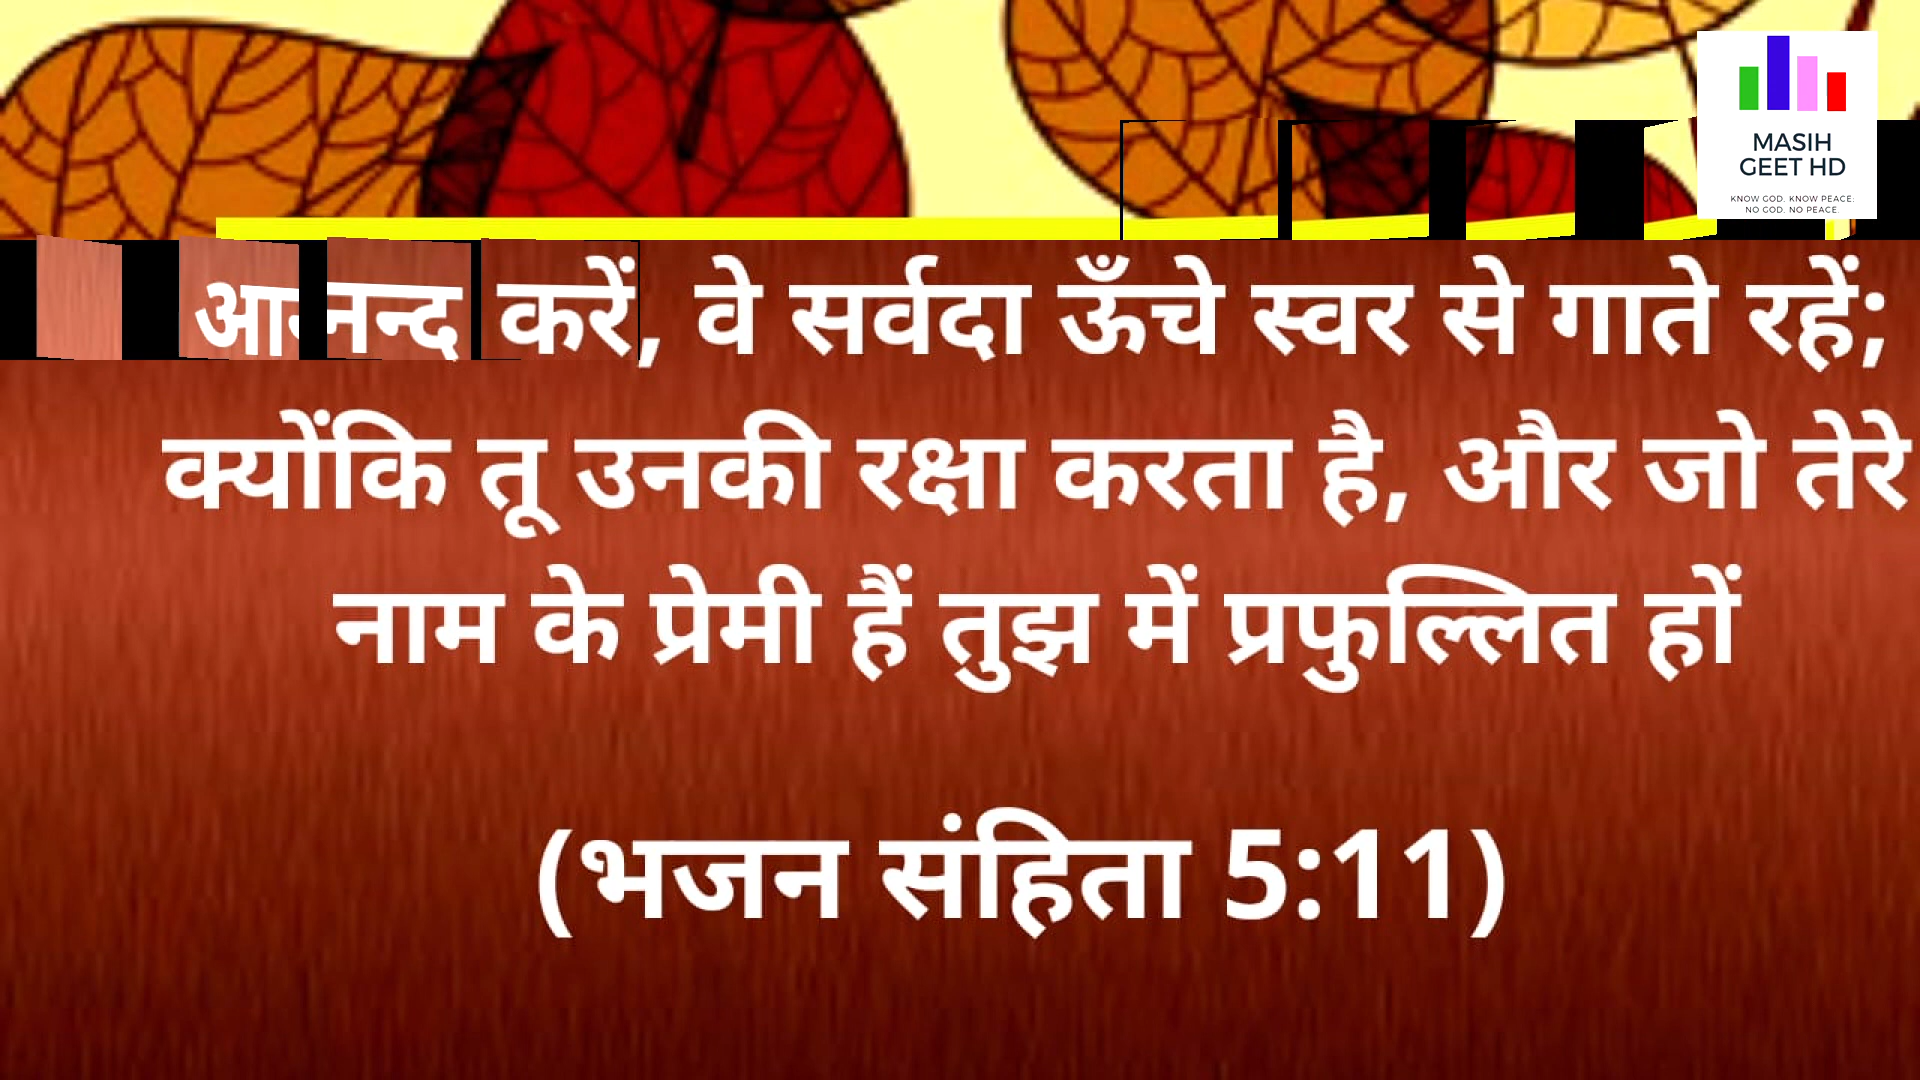 MASIH
GEET HD
KNOW GOD. KNOW PEACE:
NO GOD. NO PEACE.
आनन्द करें, वे सर्वदा ऊँचे स्वर से गाते रहें;
क्योंकि तू उनकी रक्षा करता है, और जो तेरे
नाम के प्रेमी हैं तुझ में प्रफुल्लित हों
(भजन संहिता 5:11)